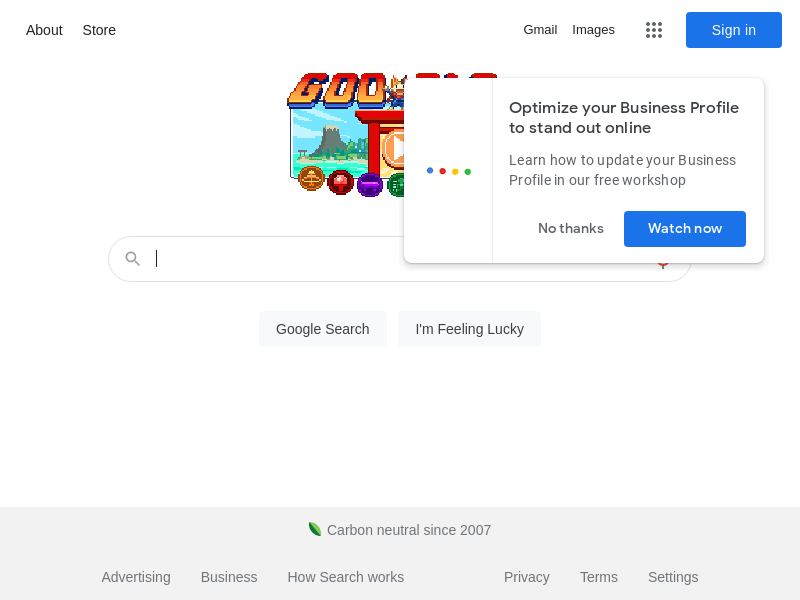 About Store Gmail Images Sign in
Optimize your Business Profile
to stand out online
Learn how to update your Business
Profile in our free workshop
No thanks Watch now
Google Search I'm Feeling Lucky
Carbon neutral since 2007
Advertising Business How Search works Privacy Terms Settings